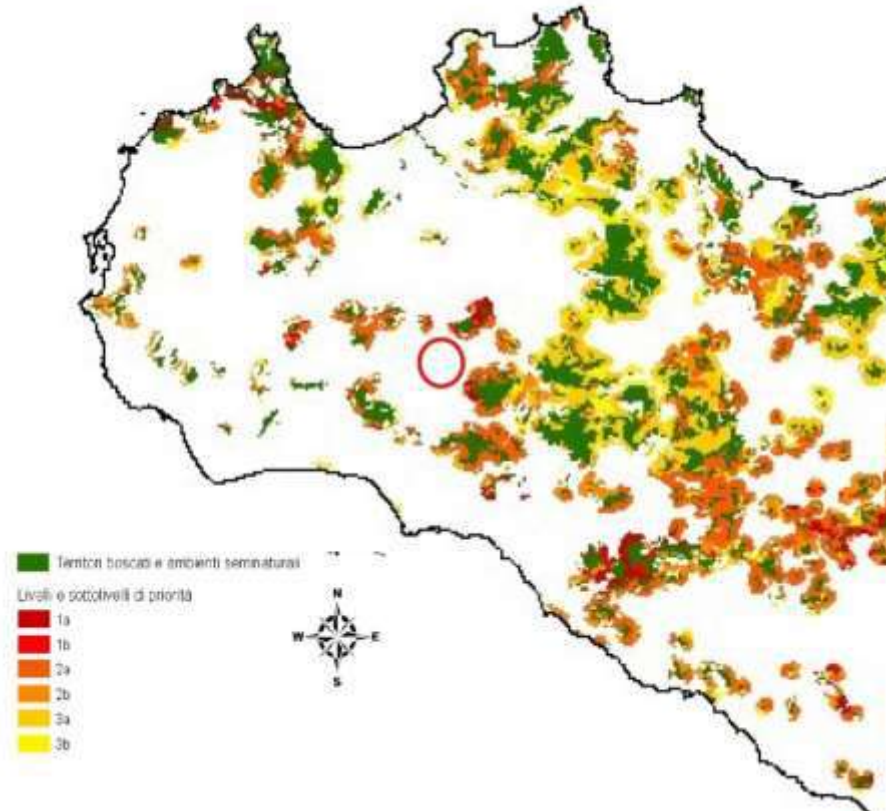 Territori boscati e ambienti seminaturali
Livelli e sottolivelli di priorità
1a
1b
2a
2b
3a
3b
N
W E
S